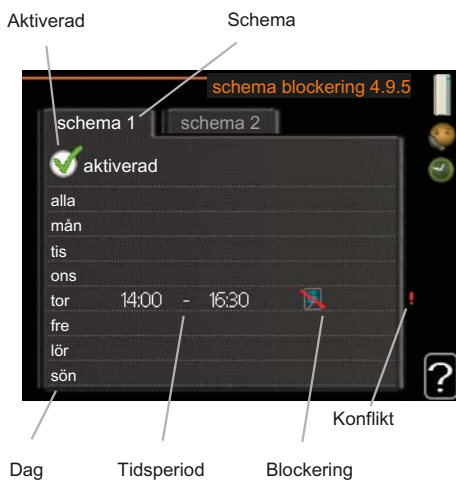 Aktiverad Schema
schema blockering 4.9.5
schema 1 schema 2
aktiverad
alla
mån
tis
ons
tor 14:00 - 16:30 !
fre
lör
sön
?
Konflikt
Dag Tidsperiod Blockering